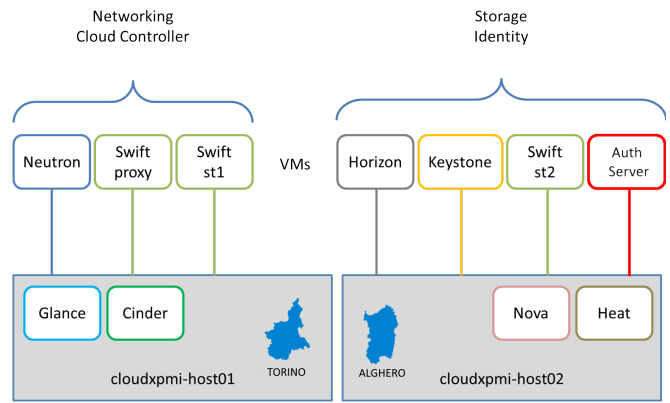 Networking
Cloud Controller
Storage
Identity
Neutron
Swift
proxy
Swift
st1
VMs
Horizon
Keystone
Swift
st2
Auth
Server
Glance
Cinder
Nova
Heat
TORINO
ALGHERO
cloudxpmi-host01
cloudxpmi-host02